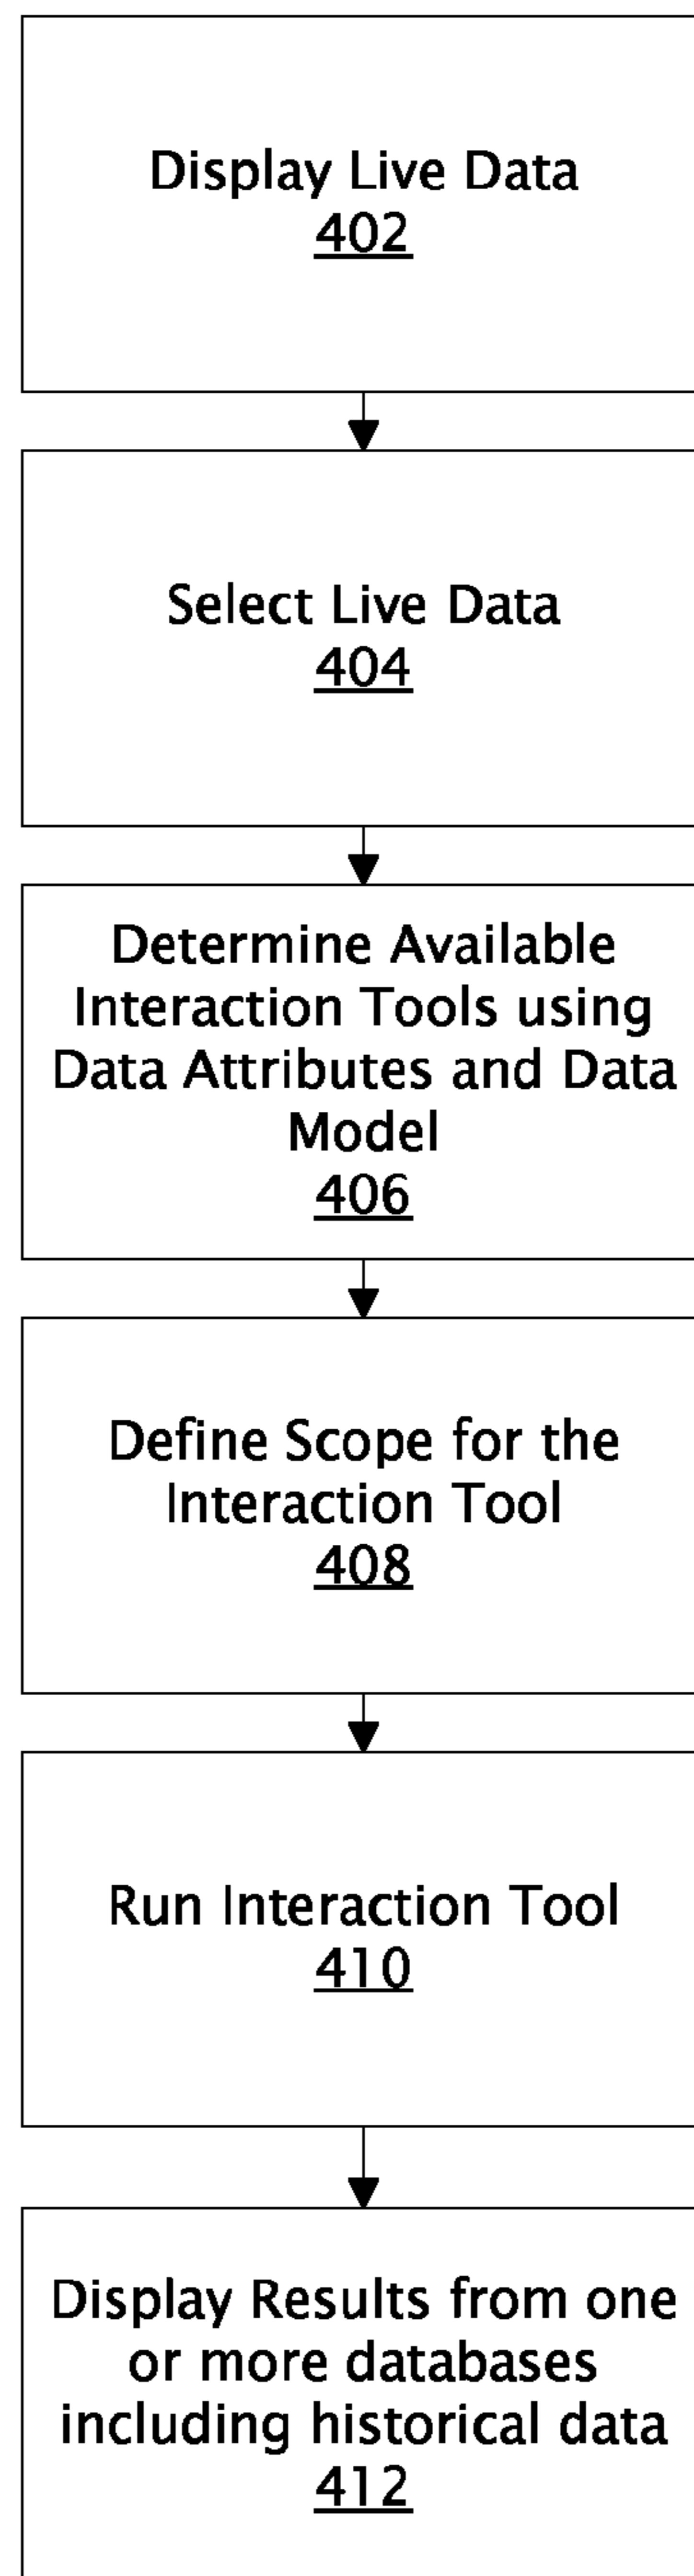 Display Live Data
402
Select Live Data
404
Determine Available
Interaction Tools using
Data Attributes and Data
Model
406
Define Scope for the
Interaction Tool
408
Run Interaction Tool
410
Display Results from one
or more databases
including historical data
412